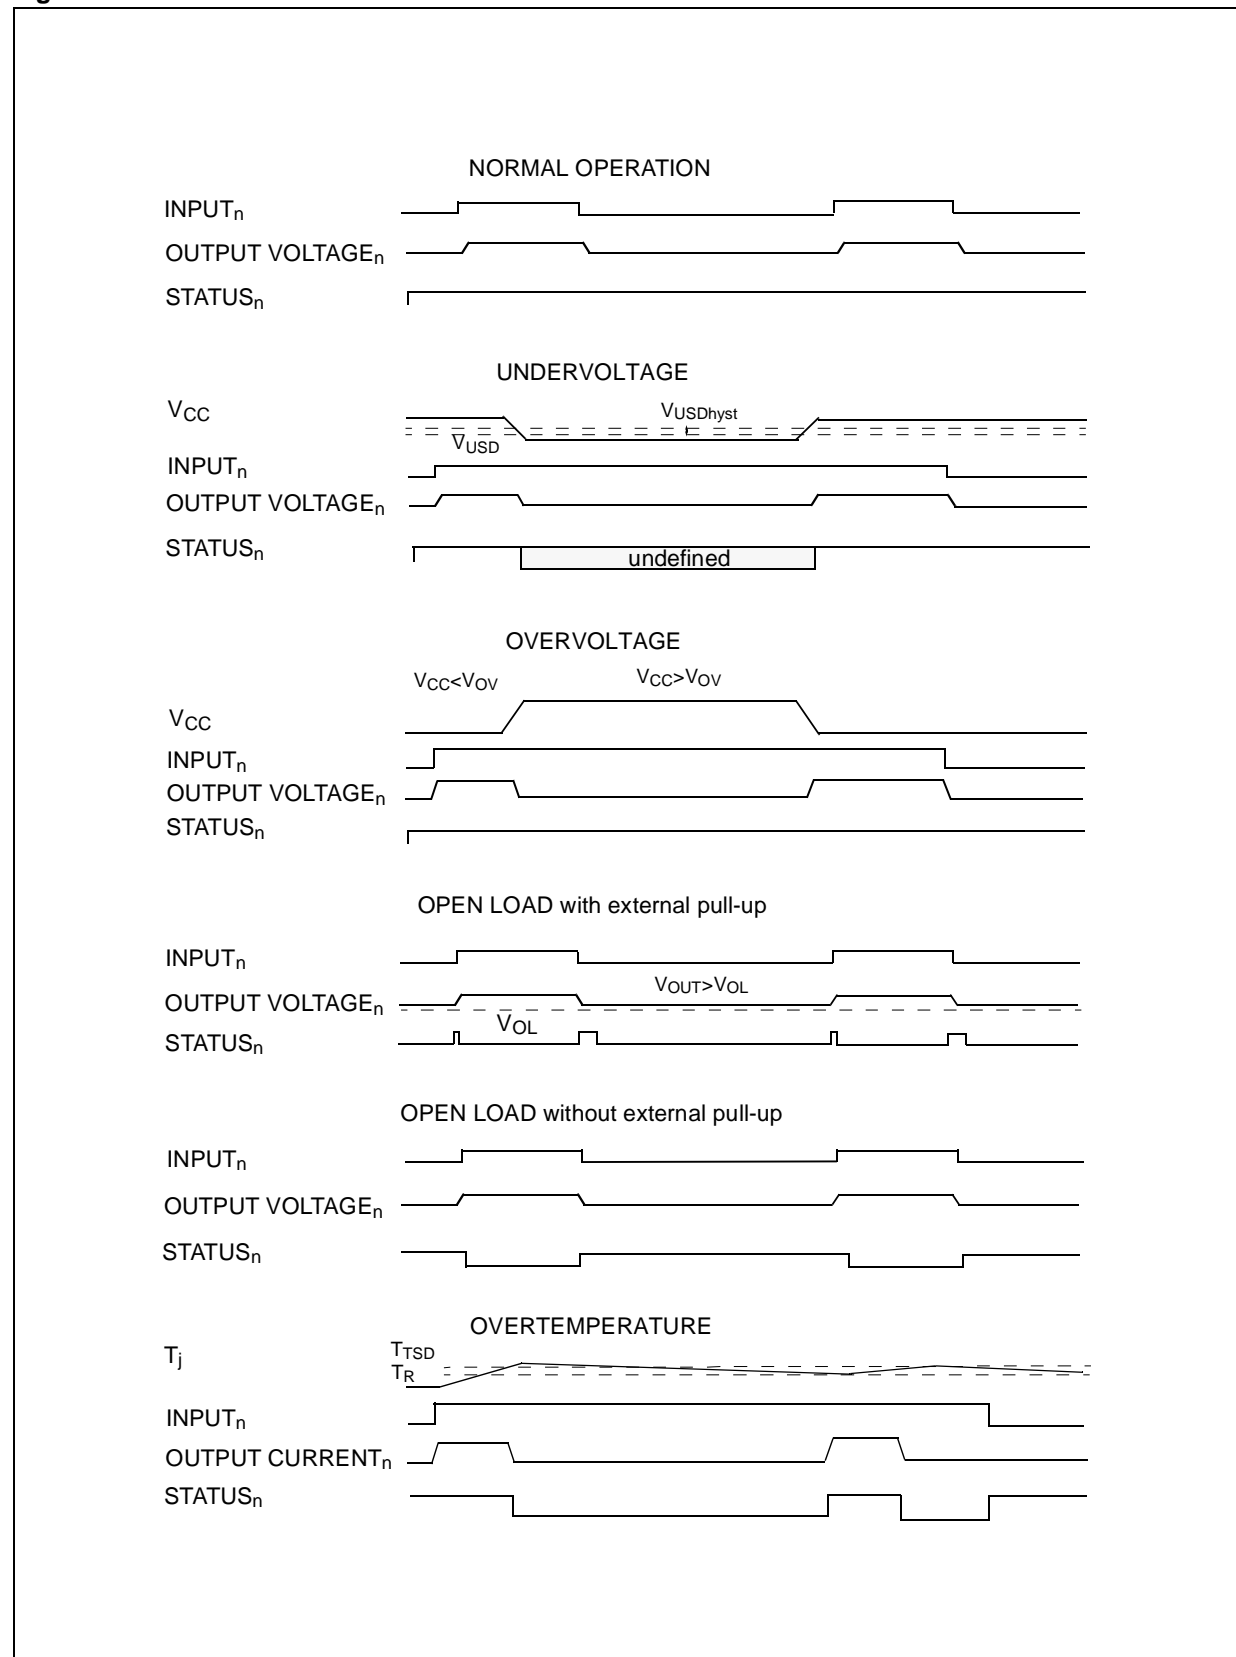 NORMAL OPERATION
INPUTn
OUTPUT VOLTAGEn
STATUSn
UNDERVOLTAGE
VCC
VUSDhyst
VUSD
INPUTn
OUTPUT VOLTAGEn
STATUSn
undefined
OVERVOLTAGE
VCC<VOV
VCC>VOV
VCC
INPUTn
OUTPUT VOLTAGEn
STATUSn
OPEN LOAD with external pull-up
INPUTn
VOUT>VOL
OUTPUT VOLTAGEn
VOL
STATUSn
OPEN LOAD without external pull-up
INPUTn
OUTPUT VOLTAGEn
STATUSn
OVERTEMPERATURE
Tj
TTSD
TR
INPUTn
OUTPUT CURRENTn
STATUSn